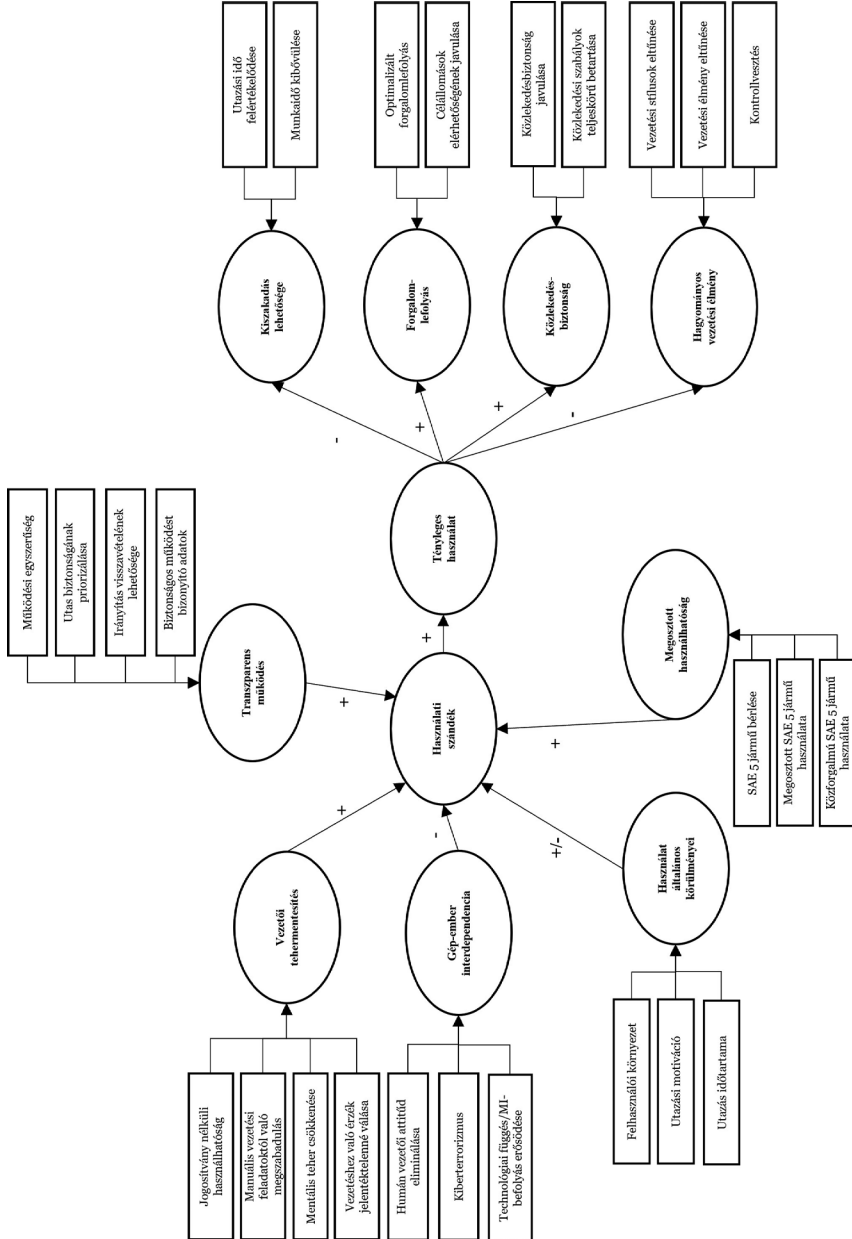 Jogosítvány nélküli
használhatóság
Manuális vezetési
feladatoktól való
megszabadulás
Mentális teher csökkenése
Vezetéshez való érzék
jelentéktelenné válása
Humán vezetői attitűd
eliminálása
Kiberterrorizmus
Technológiai függés/MI-
befolyás erősödése
Felhasználói környezet
Utazási motiváció
Utazás időtartama
Vezetői
tehermentesítés
Gép-ember
interdependencia
Használat
általános
körülményei
+
-
+/-
Működési egyszerűség
Utas biztonságának
priorizálása
Irányítás visszavételének
lehetősége
Biztonságos működést
bizonyító adatok
Transzparens
működés
+
Használati
szándék
+
SAE 5 jármű bérlése
Megosztott SAE 5 jármű
használata
Közforgalmú SAE 5 jármű
használata
Megosztott
használhatóság
+
Tényleges
használat
-
+
+
-
Kiszakadás
lehetősége
Forgalom-
lefolyás
Közlekedés-
biztonság
Hagyományos
vezetési élmény
Utazási idő
felértékelődése
Munkaidő kibővülése
Optimalizált
forgalomlefolyás
Célállomások
elérhetőségének javulása
Közlekedésbiztonság
javulása
Közlekedési szabályok
teljeskörű betartása
Vezetési stílusok eltűnése
Vezetési élmény eltűnése
Kontrollvesztés